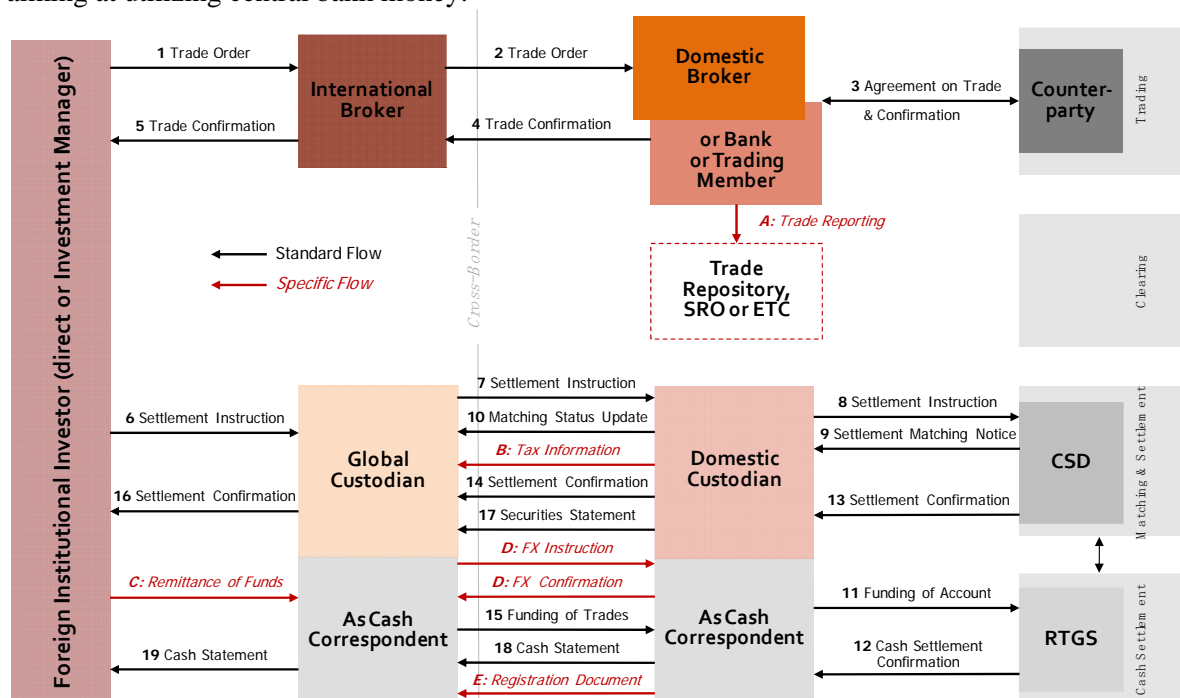 aiming at utilizing central bank money.
Foreign Institutional Investor (direct or Investment Manager)
1 Trade Order
International
Broker
5 Trade Confirmation
2 Trade Order
4 Trade Confirmation
Domestic
Broker
or Bank
or Trading
Member
3 Agreement on Trade
& Confirmation
Counter-
party
Trading
A: Trade Reporting
Trade
Repository,
SRO or ETC
Standard Flow
Specific Flow
Cross-Border
Clearing
6 Settlement Instruction
16 Settlement Confirmation
Global
Custodian
7 Settlement Instruction
10 Matching Status Update
B: Tax Information
14 Settlement Confirmation
17 Securities Statement
Domestic
Custodian
8 Settlement Instruction
9 Settlement Matching Notice
13 Settlement Confirmation
CSD
Matching & Settlement
C: Remittance of Funds
19 Cash Statement
As Cash
Correspondent
D: FX Instruction
D: FX Confirmation
15 Funding of Trades
18 Cash Statement
E: Registration Document
As Cash
Correspondent
11 Funding of Account
12 Cash Settlement
Confirmation
RTGS
Cash Settlement